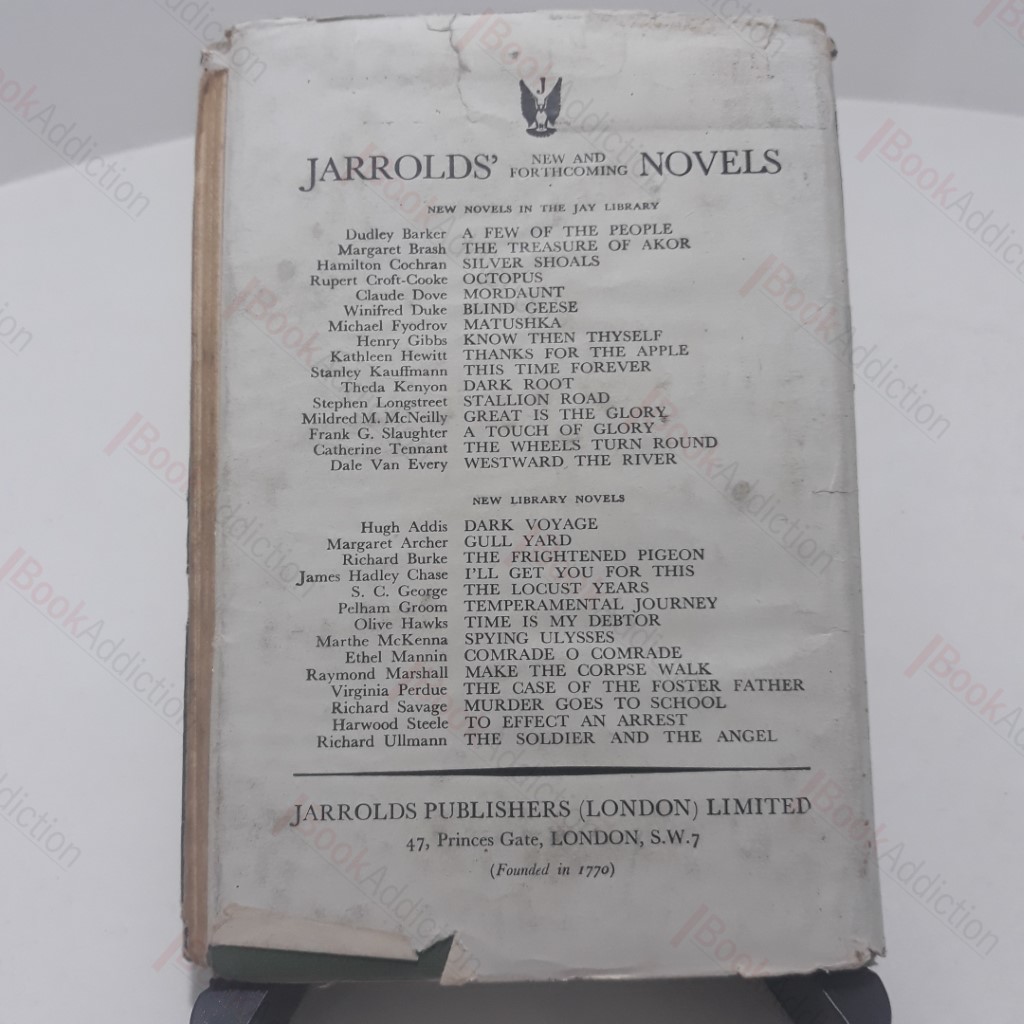 J
JARROLDS' NEW AND FORTHCOMING NOVELS
NEW NOVELS IN THE JAY LIBRARY
Dudley Barker A FEW OF THE PEOPLE
Margaret Brash THE TREASURE OF AKOR
Hamilton Cochran SILVER SHOALS
Rupert Croft-Cooke OCTOPUS
Claude Dove MORDAUNT
Winifred Duke BLIND GEESE
Michael Fyodrov MATUSHKA
Henry Gibbs KNOW THEN THYSELF
Kathleen Hewitt THANKS FOR THE APPLE
Stanley Kauffmann THIS TIME FOREVER
Theda Kenyon DARK ROOT
Stephen Longstreet STALLION ROAD
Mildred M. McNeilly GREAT IS THE GLORY
Frank G. Slaughter A TOUCH OF GLORY
Catherine Tennant THE WHEELS TURN ROUND
Dale Van Every WESTWARD THE RIVER
NEW LIBRARY NOVELS
Hugh Addis DARK VOYAGE
Margaret Archer GULL YARD
Richard Burke THE FRIGHTENED PIGEON
James Hadley Chase I'LL GET YOU FOR THIS
S. C. George THE LOCUST YEARS
Pelham Groom TEMPERAMENTAL JOURNEY
Olive Hawks TIME IS MY DEBTOR
Marthe McKenna SPYING ULYSSES
Ethel Mannin COMRADE O COMRADE
Raymond Marshall MAKE THE CORPSE WALK
Virginia Perdue THE CASE OF THE FOSTER FATHER
Richard Savage MURDER GOES TO SCHOOL
Harwood Steele TO EFFECT AN ARREST
Richard Ullmann THE SOLDIER AND THE ANGEL
JARROLDS PUBLISHERS (LONDON) LIMITED
47, Princes Gate, LONDON, S.W.7
(Founded in 1770)
BookAddiction